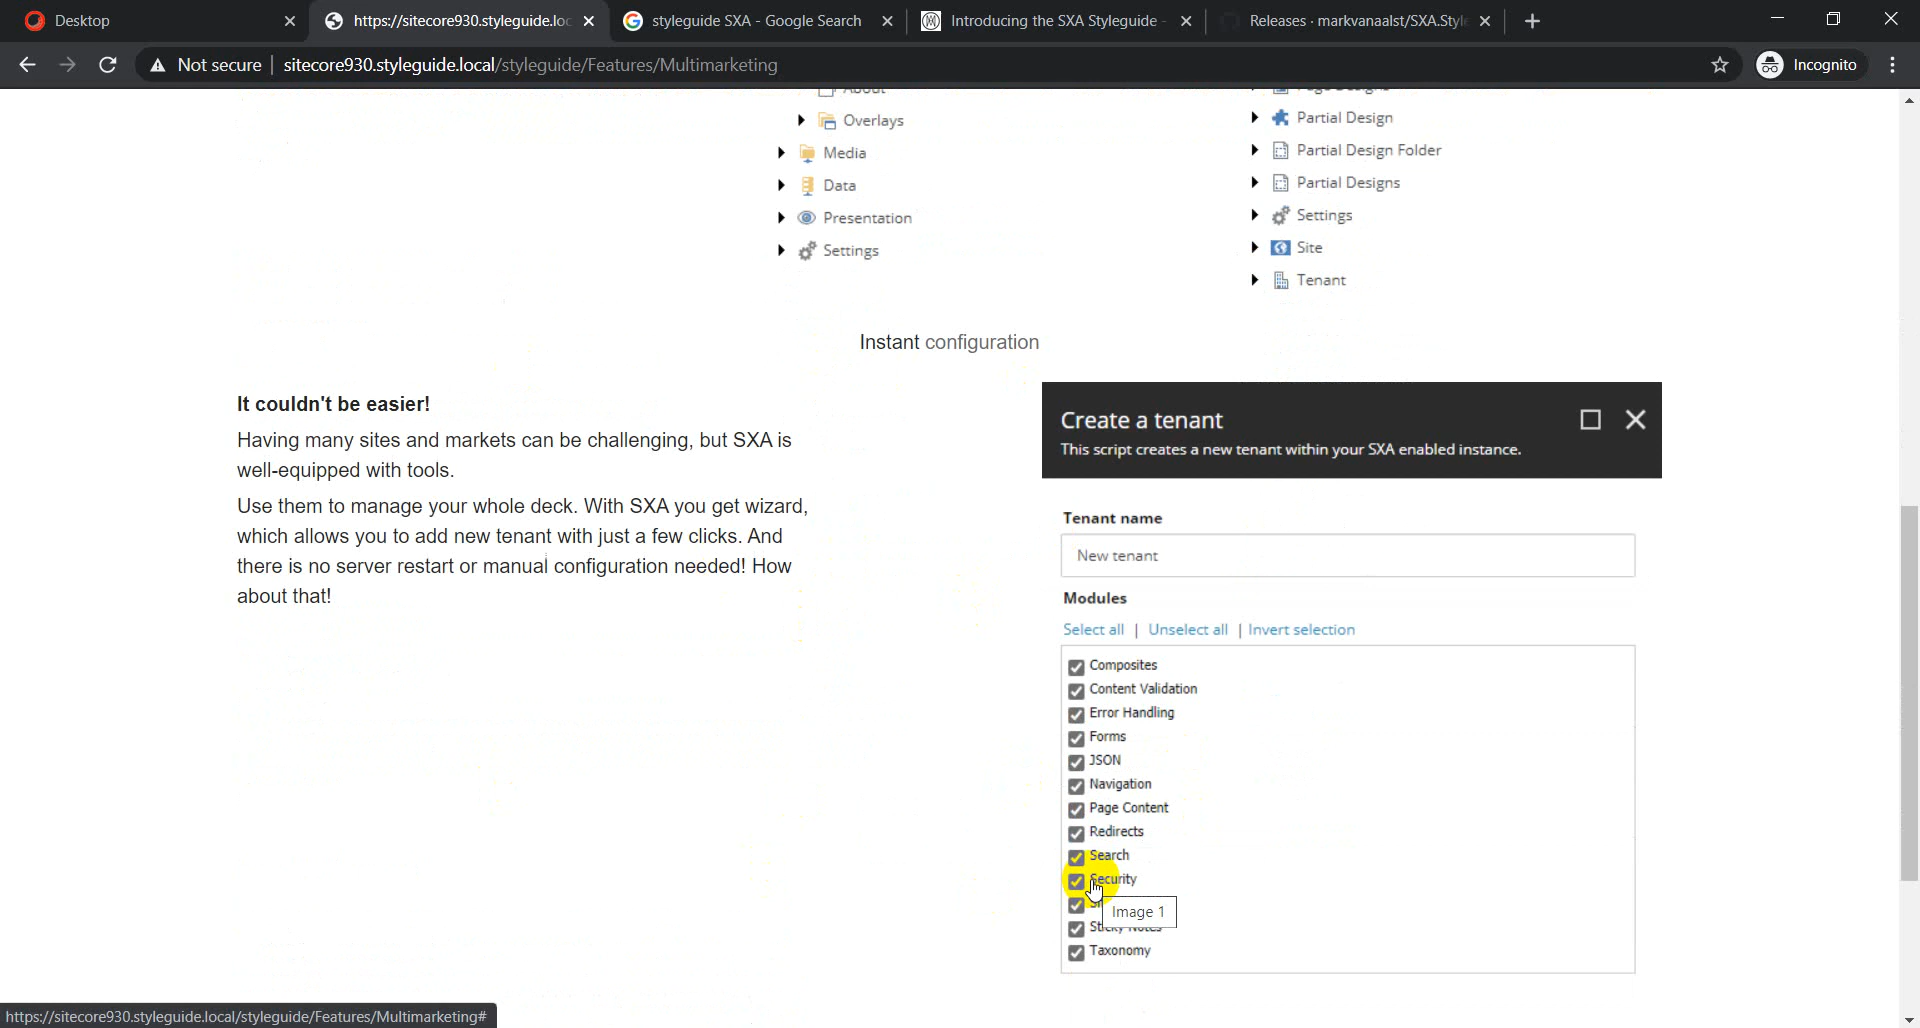 Desktop
https://sitecore930.styleguide.loc
styleguide SXA - Google Search
Introducing the SXA Styleguide -
Releases · markvanaalst/SXA.Style
Not secure
sitecore930.styleguide.local/styleguide/Features/Multimarketing
Incognito
About
Overlays
Media
Data
Presentation
Settings
Partial Design
Partial Design Folder
Partial Designs
Settings
Site
Tenant
Instant configuration
It couldn't be easier!
Having many sites and markets can be challenging, but SXA is
well-equipped with tools.
Use them to manage your whole deck. With SXA you get wizard,
which allows you to add new tenant with just a few clicks. And
there is no server restart or manual configuration needed! How
about that!
Create a tenant
This script creates a new tenant within your SXA enabled instance.
Tenant name
New tenant
Modules
Select all | Unselect all | Invert selection
Composites
Content Validation
Error Handling
Forms
JSON
Navigation
Page Content
Redirects
Search
Security
Image 1
Sticky Notes
Taxonomy
https://sitecore930.styleguide.local/styleguide/Features/Multimarketing#